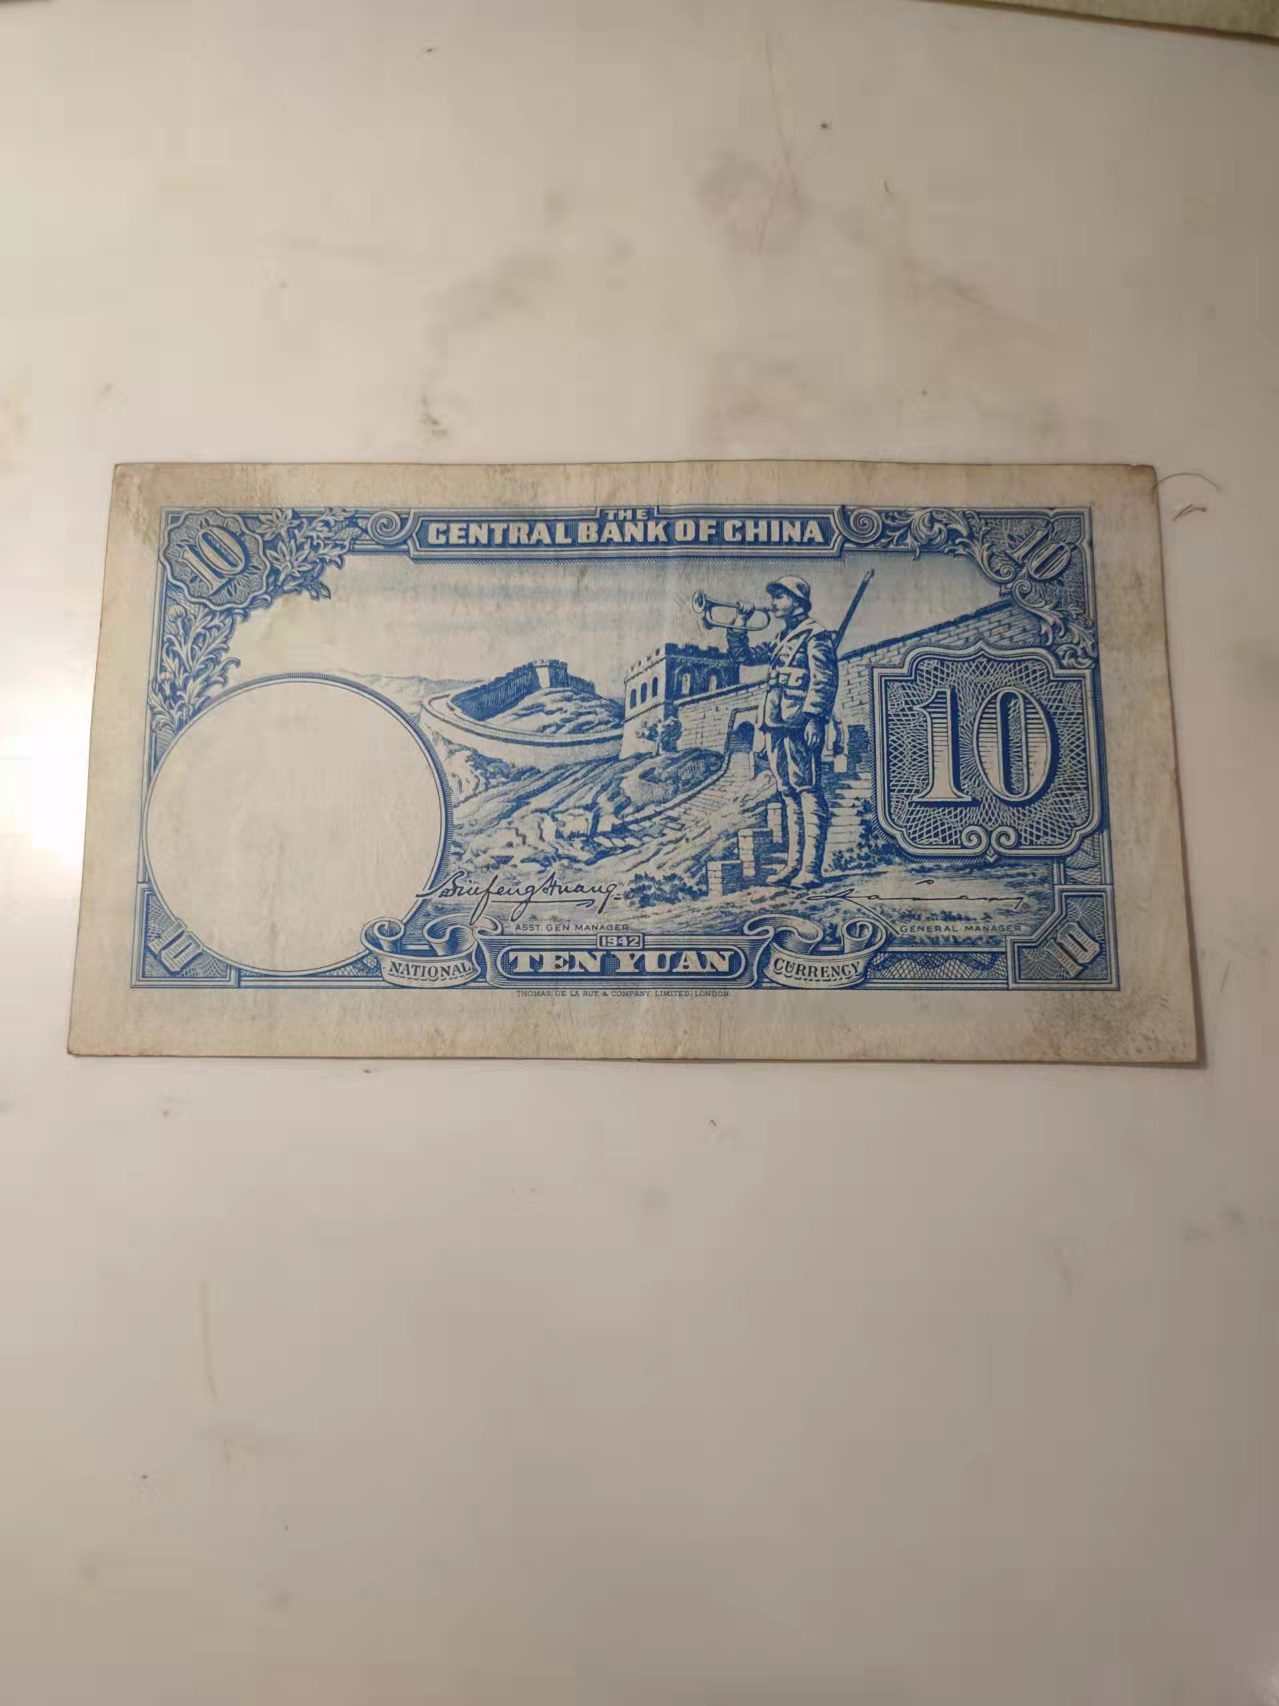 10
THE
10
CENTRAL BANK OF CHINA
10
ASST. GEN MANAGER
GENERAL MANAGER
1942
10
NATIONAL
TEN YUAN
CURRENCY
10
THOMAS DE LA RUE & COMPANY, LIMITED, LONDON.